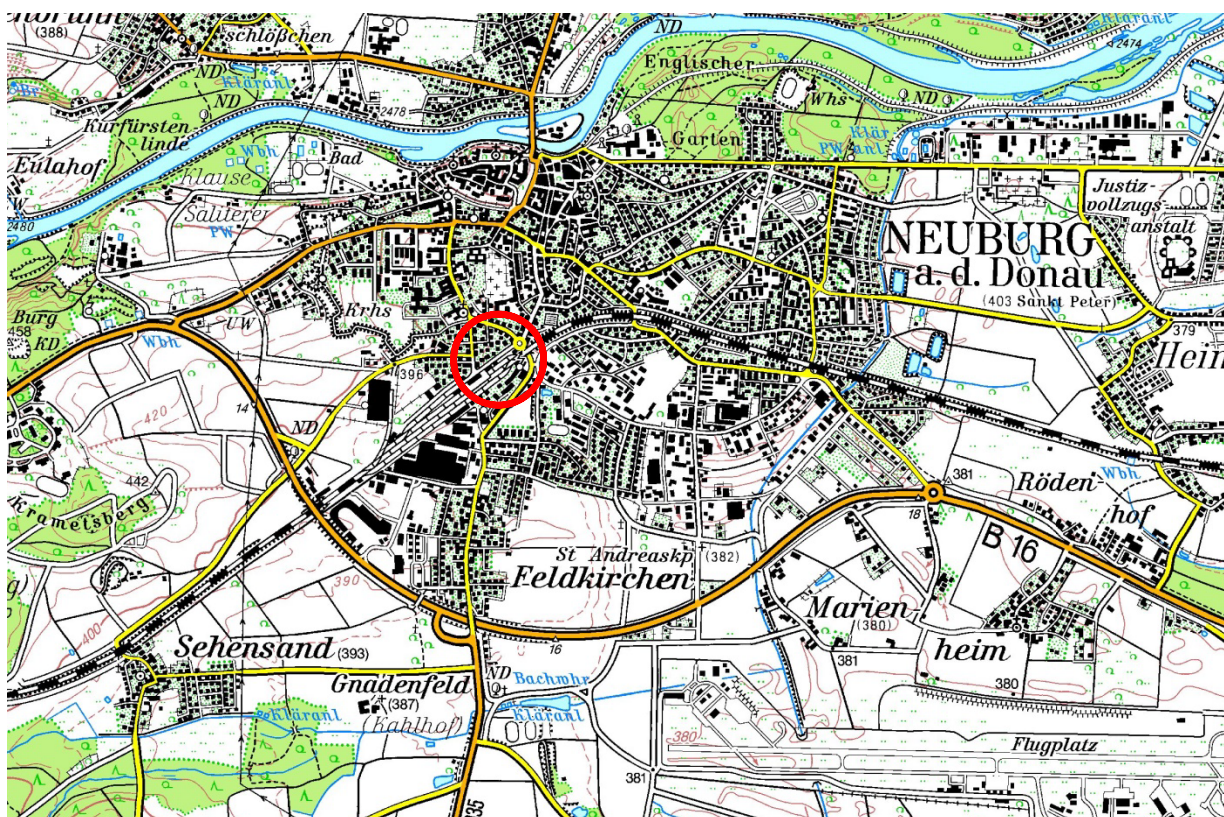 (388)
schlößchen
ND
Kläranl
ND
2474
Kläranl
Englischer
Whs
ND
Br
ND
2478
Kurfürsten
linde
Wbh
Bad
Garten
Klär
anl
PW
Eulahof
Klause
Saliterer
PW
2480
Justiz-
vollzugs-
anstalt
NEUBURG
a. d. Donau
(403 Sankt Peter)
Burg
458
KD
UW
Krhs
Wbh
379
396
420
14
ND
442
Krametsberg
381
Röden-
Wbh
hof
18
B 16
St Andreaskp
(382)
Feldkirchen
390
400
Marien-
(380)
heim
Sehensand (393)
16
381
Gnadenfeld
(387)
(Kahlhof)
ND
Bachwhr
Kläranl
380
Kläranl
380
Flugplatz
381
35